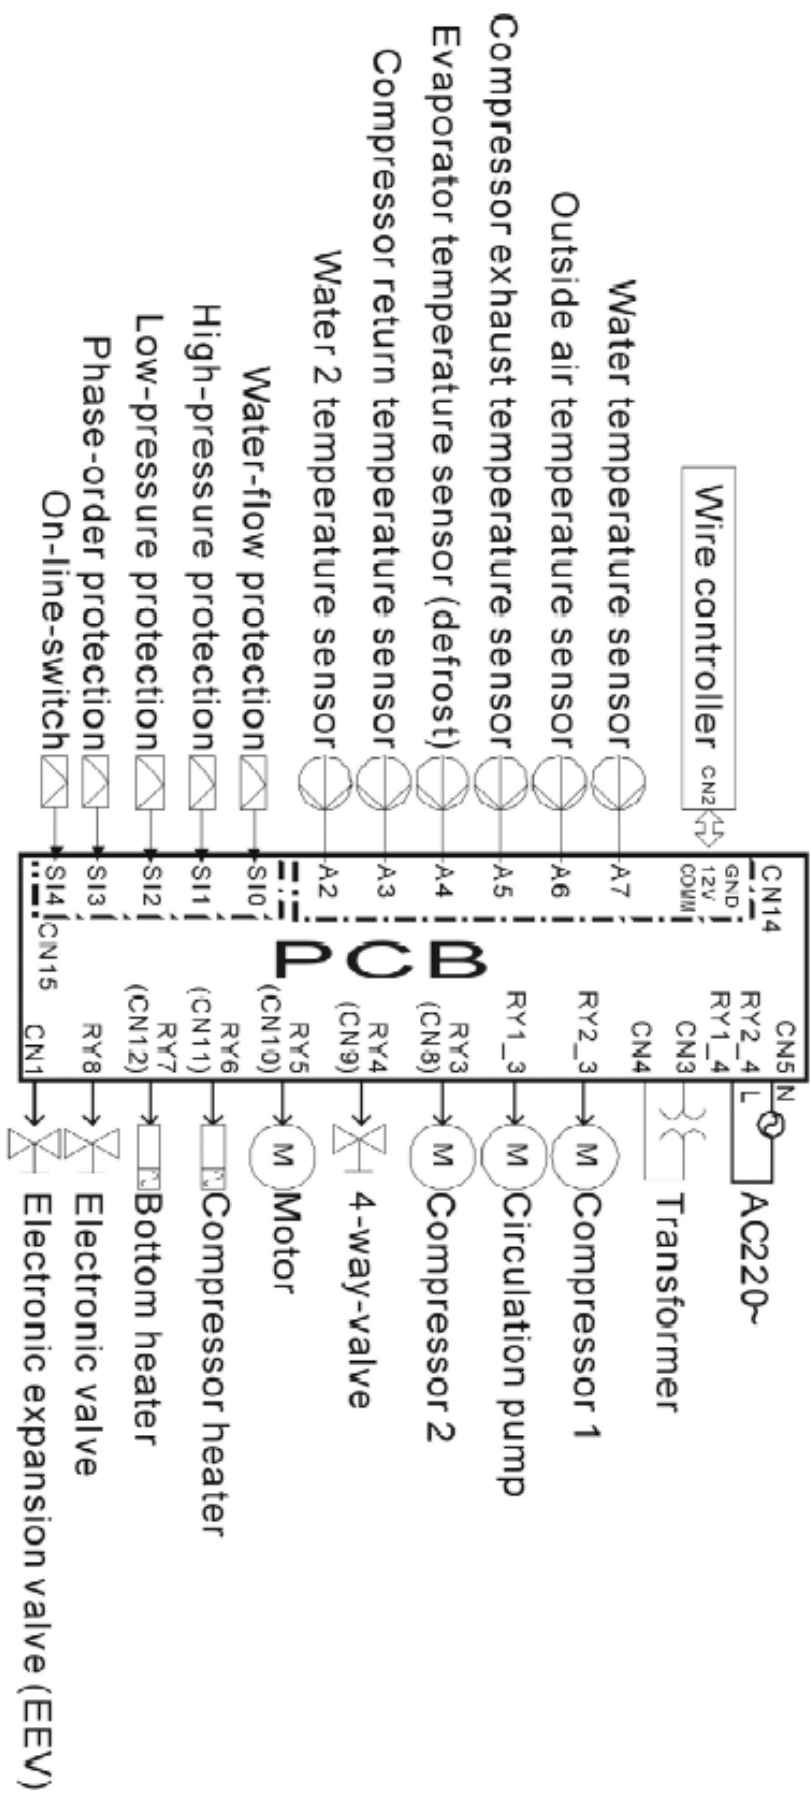 Wire controller
CN2
Water temperature sensor
Outside air temperature sensor
Compressor exhaust temperature sensor
Evaporator temperature sensor (defrost)
Compressor return temperature sensor
Water 2 temperature sensor
Water-flow protection
High-pressure protection
Low-pressure protection
Phase-order protection
On-line-switch
CN14
GND
12V
COMM
A7
A6
A5
A4
A3
A2
SI0
SI1
SI2
SI3
SI4
CN15
PCB
CN5
N
RY2_4
L
RY1_4
CN3
CN4
RY2_3
RY1_3
RY3
(CN8)
RY4
(CN9)
RY5
(CN10)
RY6
(CN11)
RY7
(CN12)
RY8
CN1
M
M
M
M
AC220~
Transformer
Compressor 1
Circulation pump
Compressor 2
4-way-valve
Motor
Compressor heater
Bottom heater
Electronic valve
Electronic expansion valve (EEV)